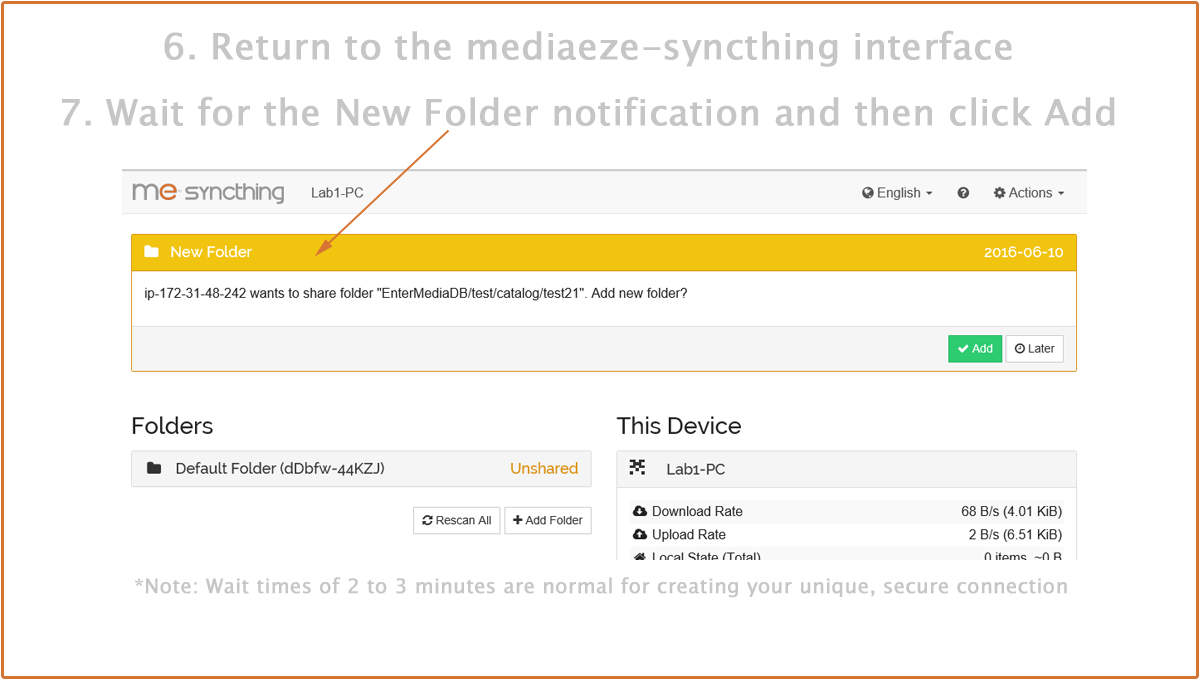 6. Return to the mediaeze-syncthing interface
7. Wait for the New Folder notification and then click Add
me syncthing Lab1-PC English Actions
New Folder 2016-06-10
ip-172-31-48-242 wants to share folder "EnterMediaDB/test/catalog/test21". Add new folder?
Add Later
Folders
Default Folder (dDbfw-44KZJ) Unshared
Rescan All Add Folder
This Device
Lab1-PC
Download Rate 68 B/s (4.01 KiB)
Upload Rate 2 B/s (6.51 KiB)
Local State (Total) 0 items, ~0 B
*Note: Wait times of 2 to 3 minutes are normal for creating your unique, secure connection